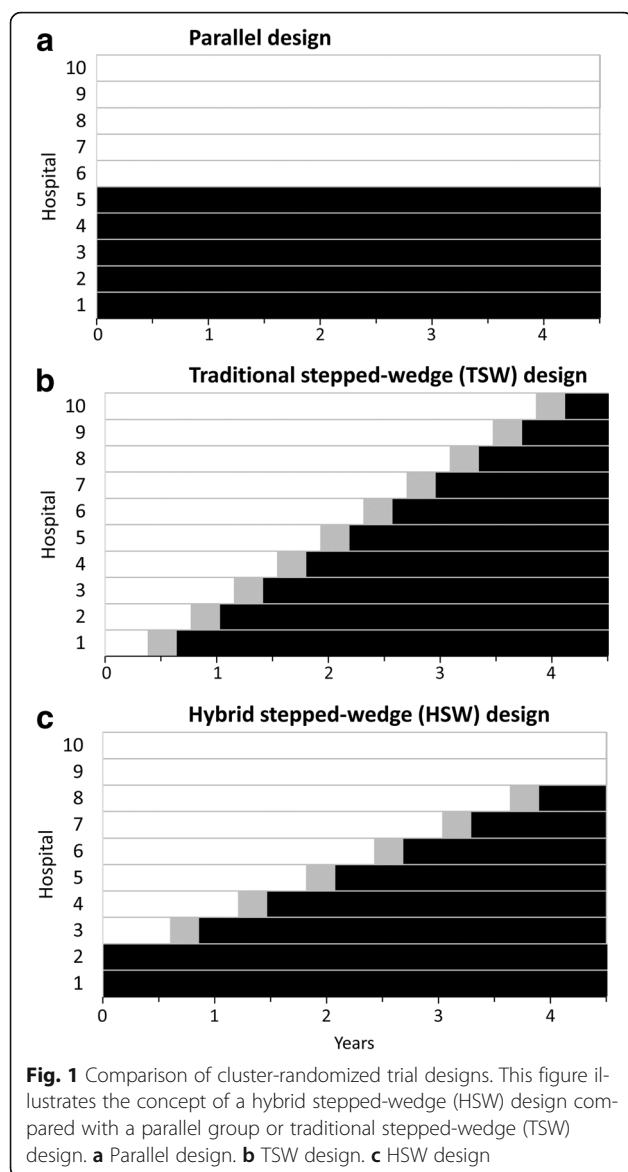 a
Parallel design
10
9
8
7
6
5
4
3
2
1
Hospital
0 1 2 3 4
b
Traditional stepped-wedge (TSW) design
10
9
8
7
6
5
4
3
2
1
Hospital
0 1 2 3 4
c
Hybrid stepped-wedge (HSW) design
10
9
8
7
6
5
4
3
2
1
Hospital
0 1 2 3 4
Years
Fig. 1 Comparison of cluster-randomized trial designs. This figure il-
lustrates the concept of a hybrid stepped-wedge (HSW) design com-
pared with a parallel group or traditional stepped-wedge (TSW)
design. a Parallel design. b TSW design. c HSW design